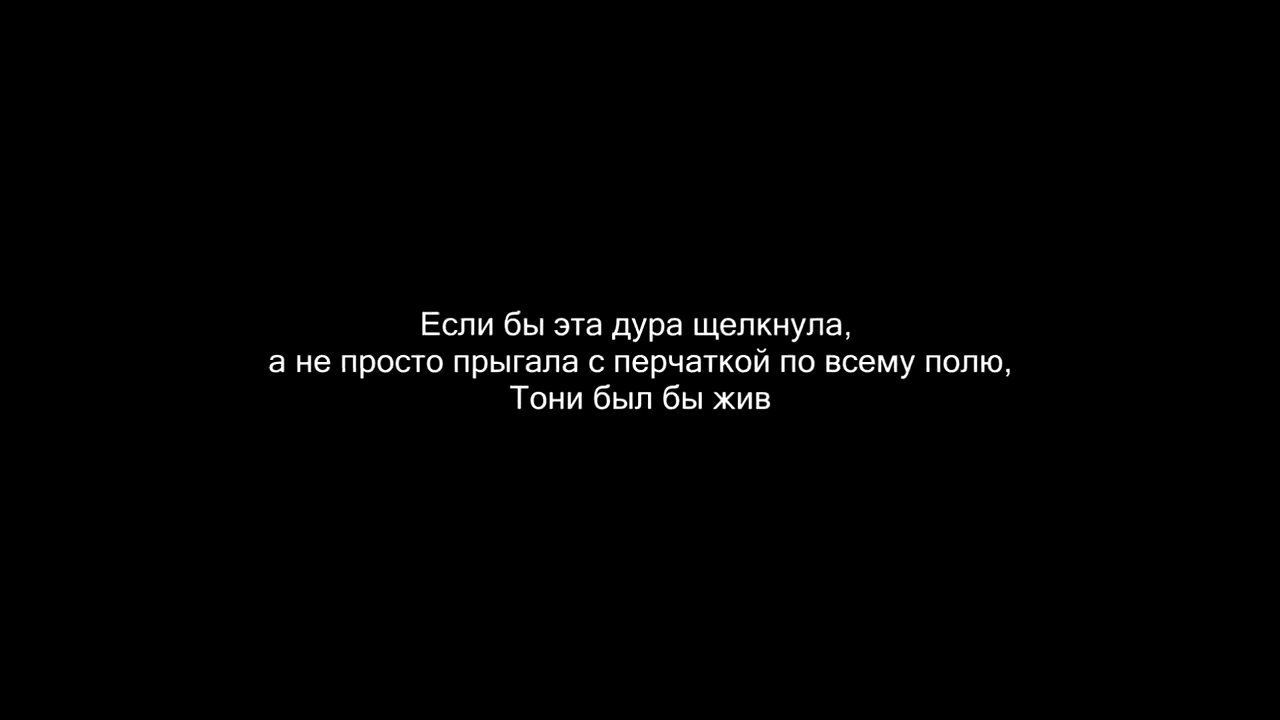 Если бы эта дура щелкнула,
а не просто прыгала с перчаткой по всему полю,
Тони был бы жив